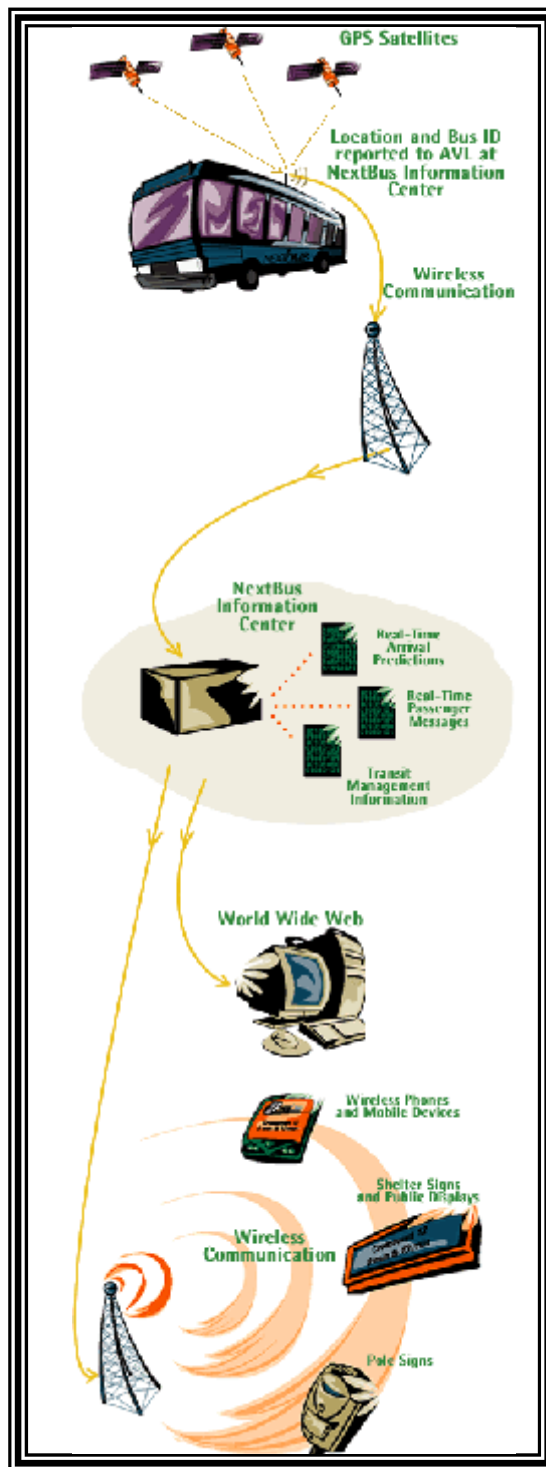 GPS Satellites
Location and Bus ID
reported to AVL at
NextBus Information
Center
Wireless
Communication
NextBus
Information
Center
Real-Time
Arrival
Predictions
Real-Time
Passenger
Messages
Transit
Management
Information
World Wide Web
Wireless Phones
and Mobile Devices
Shelter Signs
and Public Displays
Wireless
Communication
Pole Signs